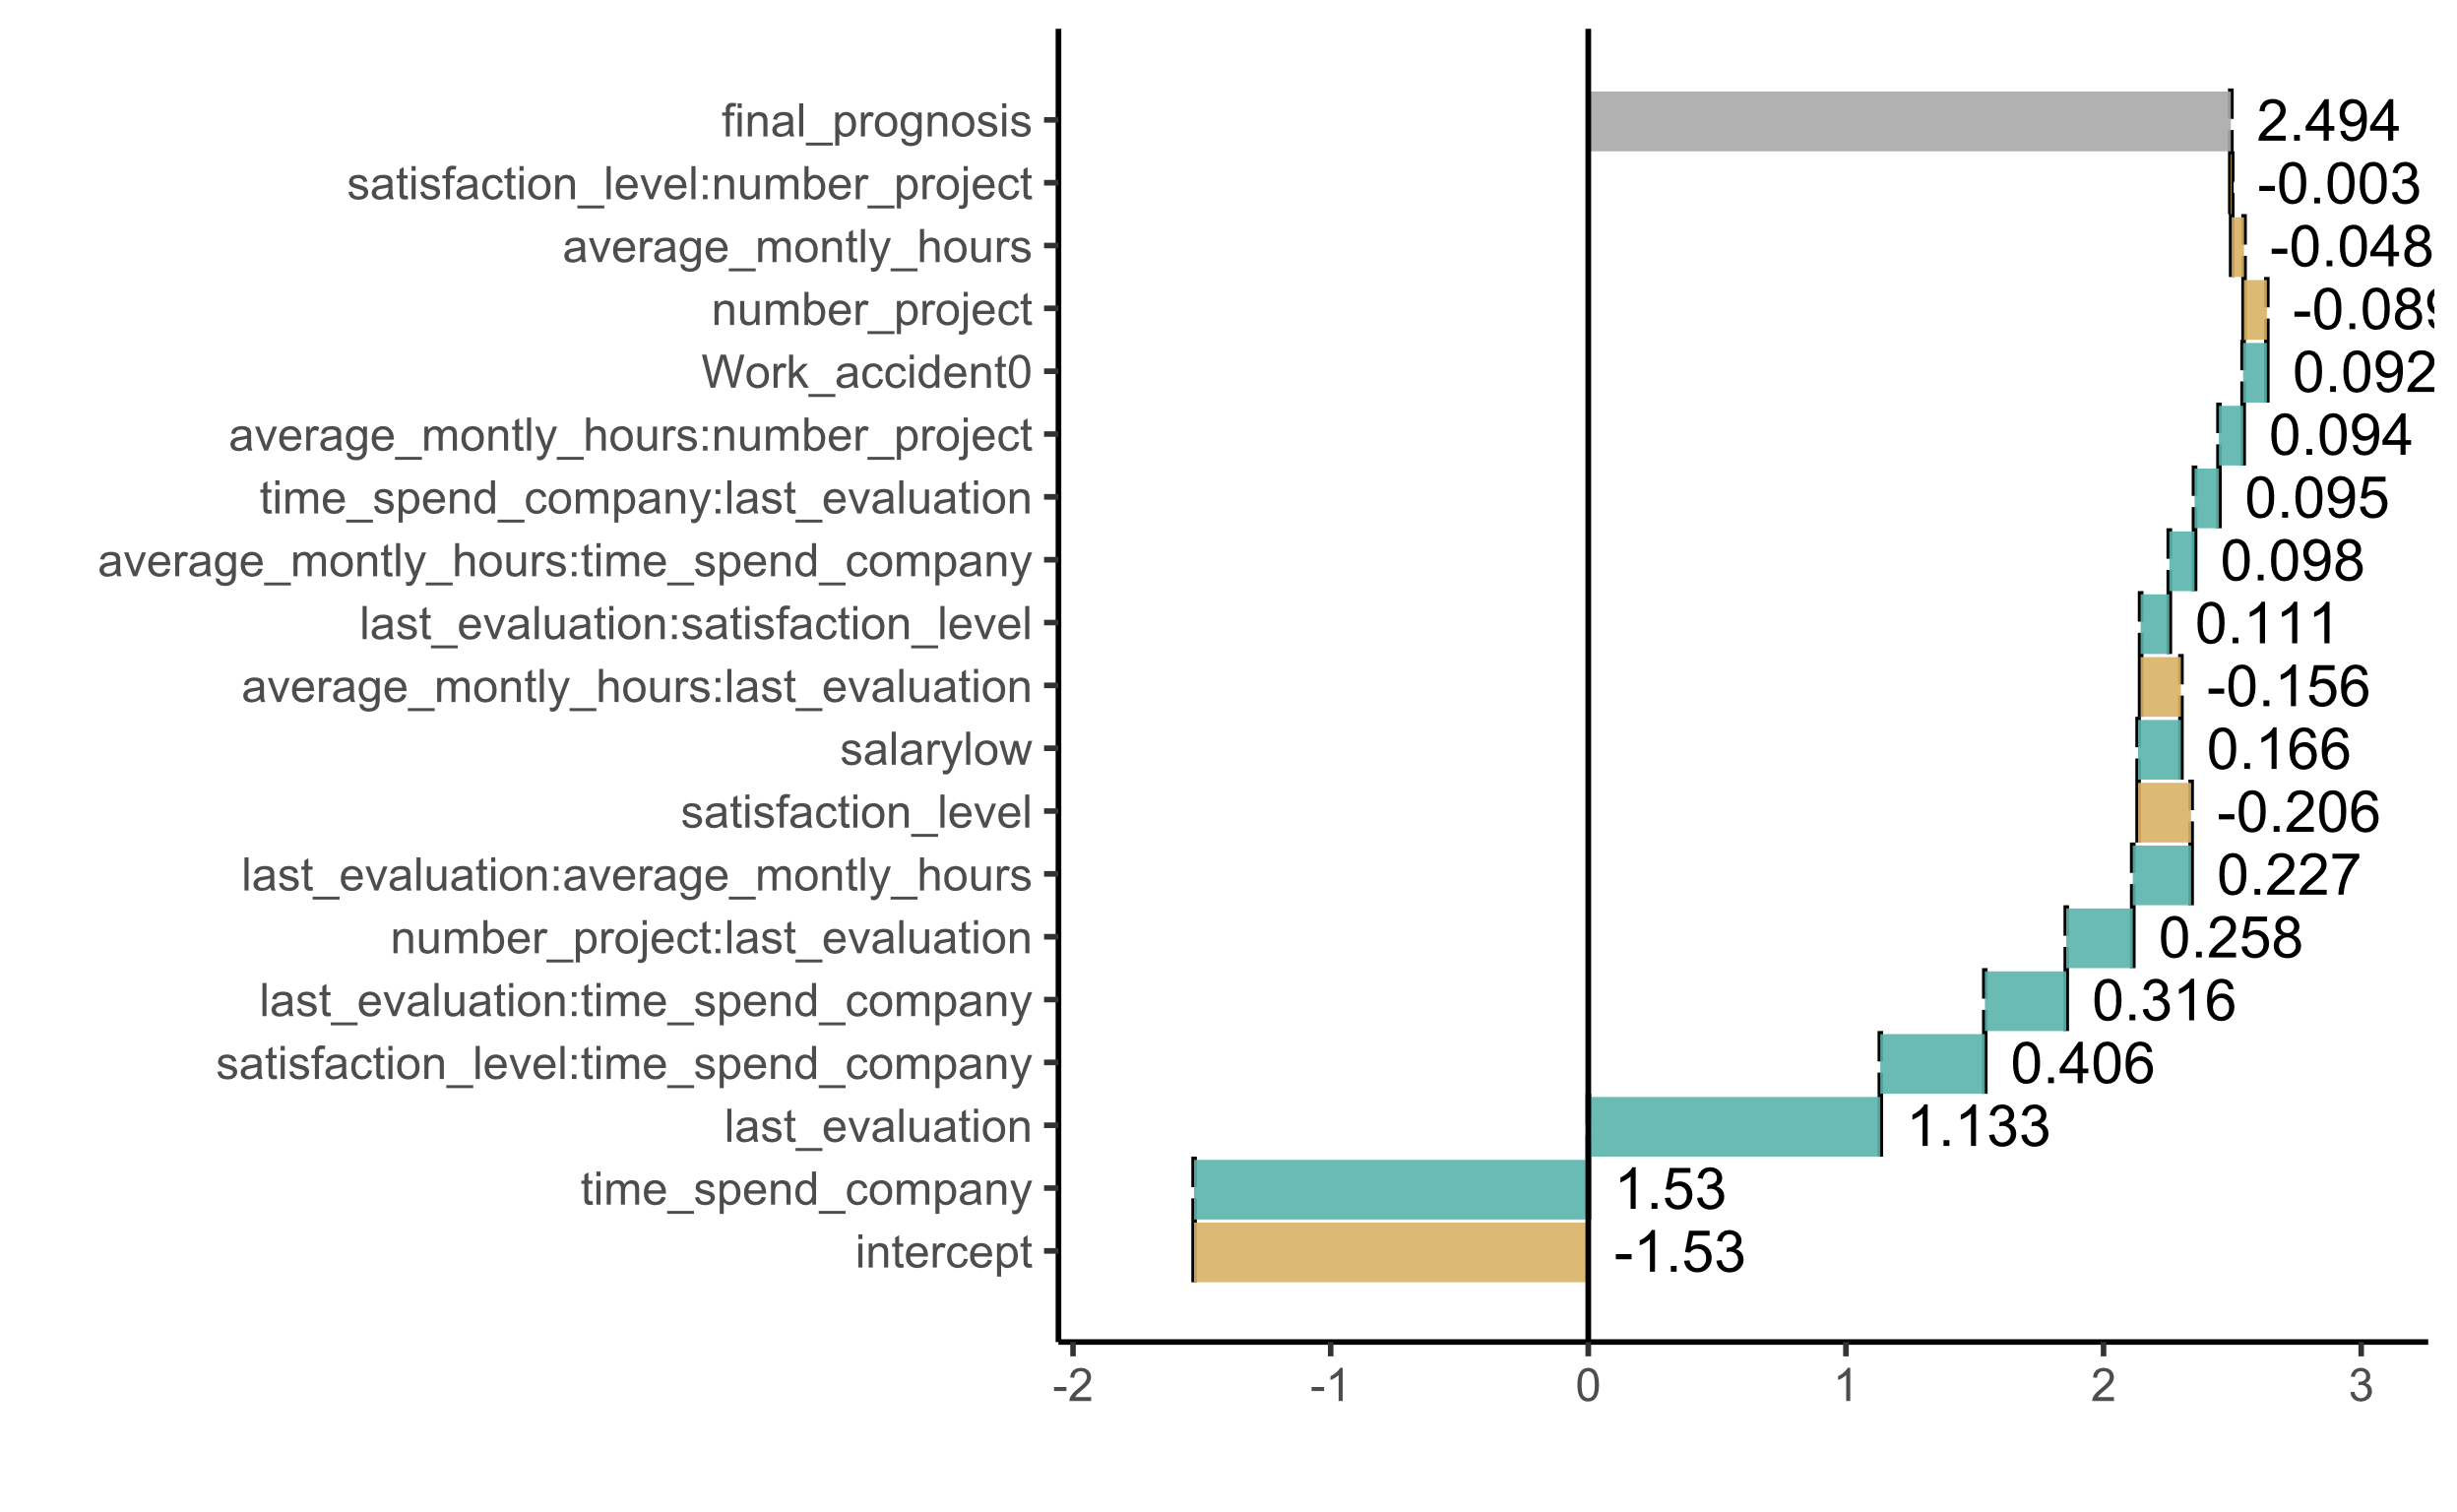 final_prognosis 2.494
satisfaction_level:number_project -0.003
average_montly_hours -0.048
number_project -0.089
Work_accident0 0.092
average_montly_hours:number_project 0.094
time_spend_company:last_evaluation 0.095
average_montly_hours:time_spend_company 0.098
last_evaluation:satisfaction_level 0.111
average_montly_hours:last_evaluation -0.156
salarylow 0.166
satisfaction_level -0.206
last_evaluation:average_montly_hours 0.227
number_project:last_evaluation 0.258
last_evaluation:time_spend_company 0.316
satisfaction_level:time_spend_company 0.406
last_evaluation 1.133
time_spend_company 1.53
intercept -1.53
-2 -1 0 1 2 3